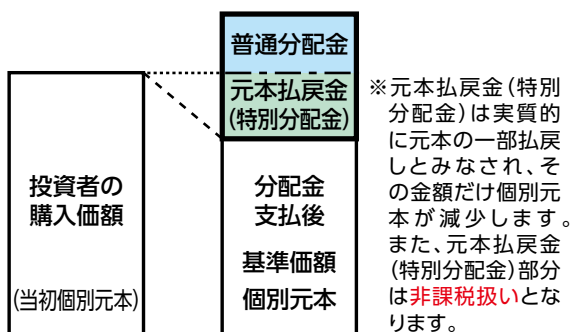 普通分配金
元本払戻金
(特別分配金)
投資者の
購入価額
(当初個別元本)
分配金
支払後
基準価額
個別元本
※元本払戻金(特別
分配金)は実質的
に元本の一部払戻
しとみなされ、そ
の金額だけ個別元
本が減少します。
また、元本払戻金
(特別分配金)部分
は非課税扱いとな
ります。